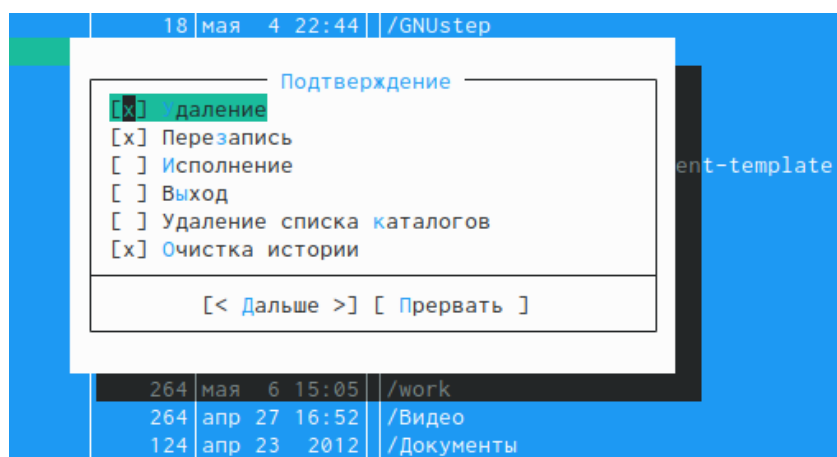 18 мая 4 22:44 /GNUstep
Подтверждение
[x] Удаление
[x] Перезапись
[ ] Исполнение
ent-template
[ ] Выход
[ ] Удаление списка каталогов
[x] Очистка истории
[< Дальше >] [ Прервать ]
264 мая 6 15:05 /work
264 апр 27 16:52 /Видео
124 апр 23 2012 /Документы